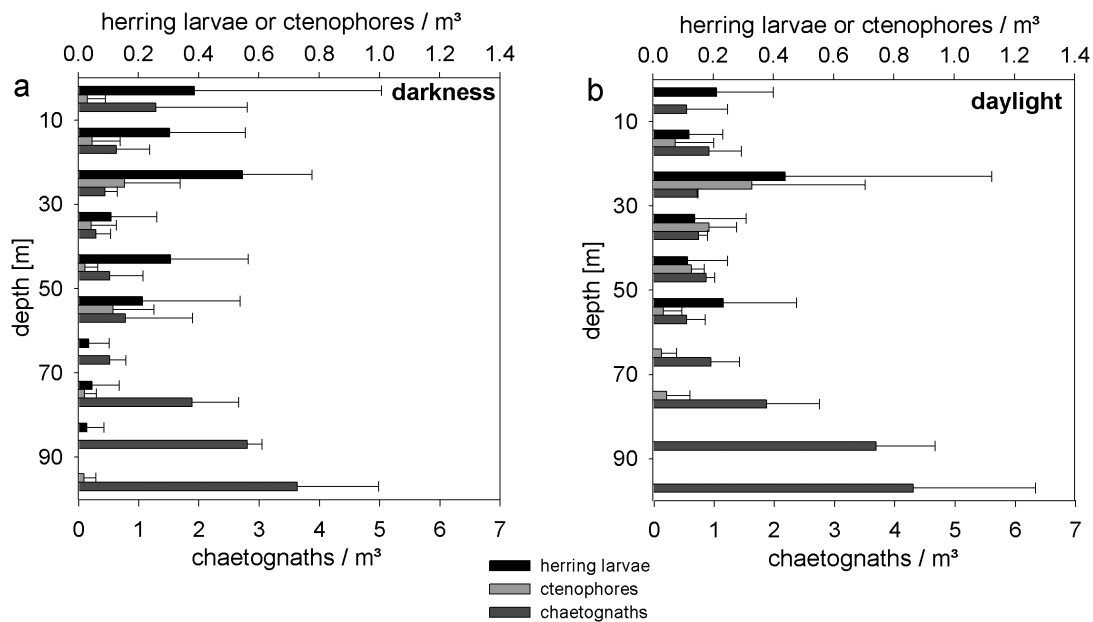 herring larvae or ctenophores / m³
0.0 0.2 0.4 0.6 0.8 1.0 1.2 1.4
a
darkness
10
30
50
70
90
depth [m]
0 1 2 3 4 5 6 7
chaetognaths / m³
herring larvae or ctenophores / m³
0.0 0.2 0.4 0.6 0.8 1.0 1.2 1.4
b
daylight
10
30
50
70
90
depth [m]
0 1 2 3 4 5 6 7
chaetognaths / m³
herring larvae
ctenophores
chaetognaths